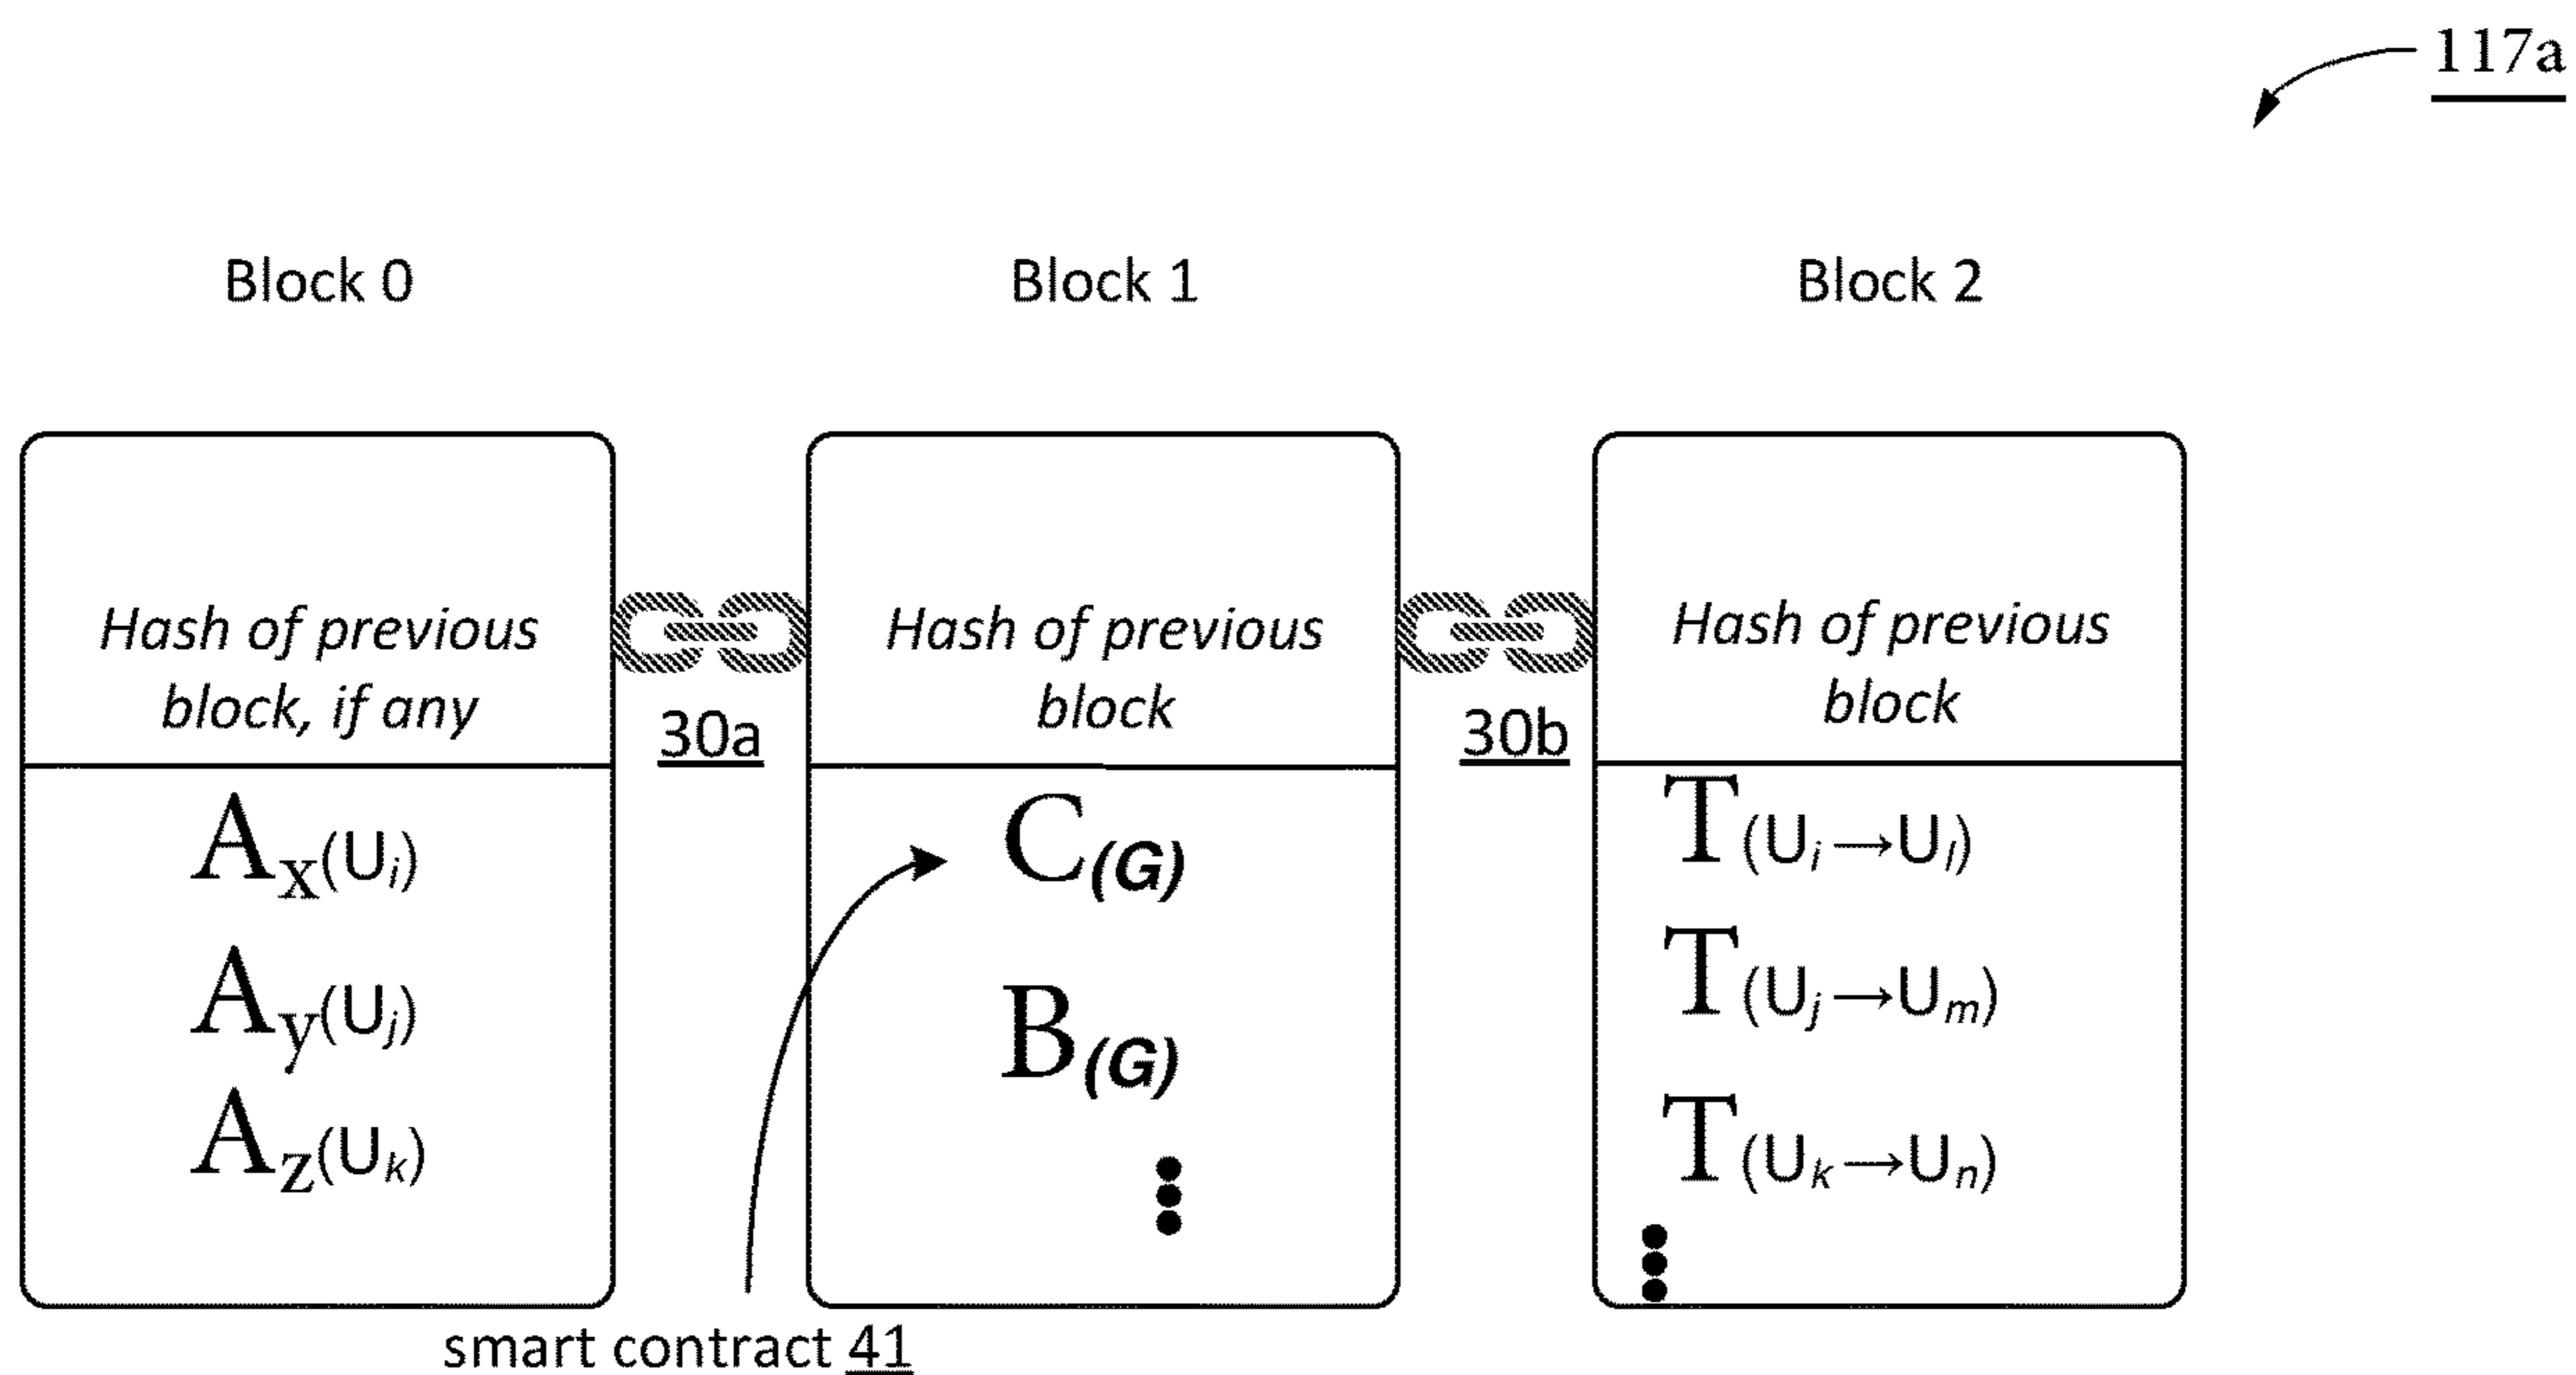 117a
Block 0
Block 1
Block 2
Hash of previous
block, if any
30a
Hash of previous
block
30b
Hash of previous
block
Ax(Ui)
Ay(Uj)
Az(Uk)
C(G)
B(G)
T(Ui→Ul)
T(Uj→Um)
T(Uk→Un)
smart contract 41